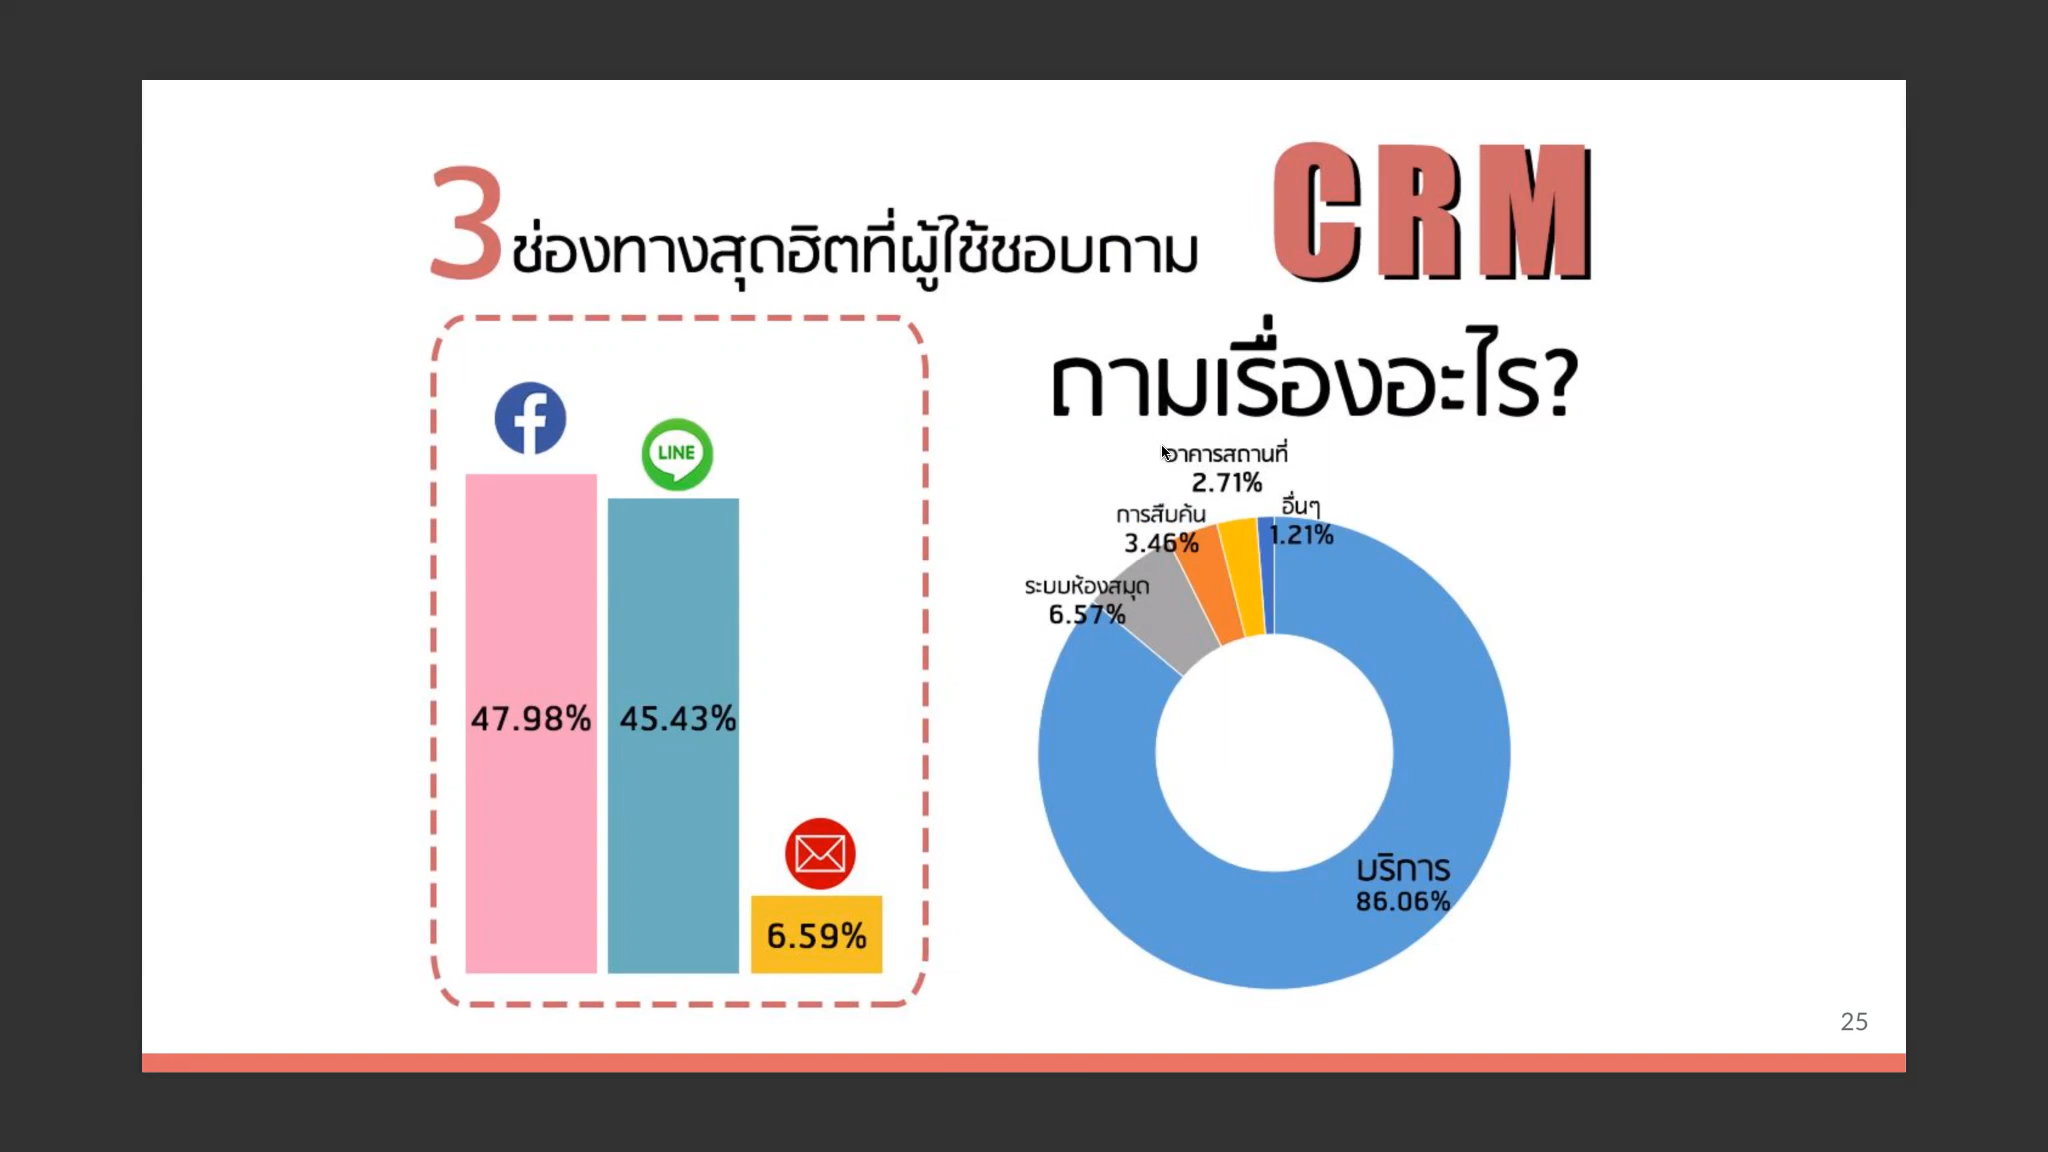 3 ช่องทางสุดฮิตที่ผู้ใช้ชอบถาม CRM
LINE
47.98%
45.43%
6.59%
ถามเรื่องอะไร?
อาคารสถานที่
2.71%
อื่นๆ
1.21%
การสืบค้น
3.46%
ระบบห้องสมุด
6.57%
บริการ
86.06%
25